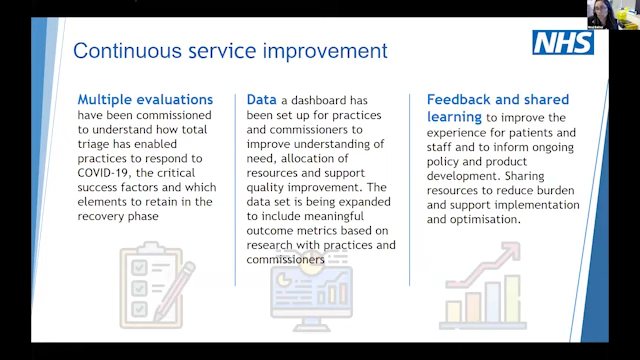 Continuous service improvement
NHS
Multiple evaluations
have been commissioned
to understand how total
triage has enabled
practices to respond to
COVID-19, the critical
success factors and which
elements to retain in the
recovery phase
Data a dashboard has
been set up for practices
and commissioners to
improve understanding of
need, allocation of
resources and support
quality improvement. The
data set is being expanded
to include meaningful
outcome metrics based on
research with practices and
commissioners
Feedback and shared
learning to improve the
experience for patients and
staff and to inform ongoing
policy and product
development. Sharing
resources to reduce burden
and support implementation
and optimisation.